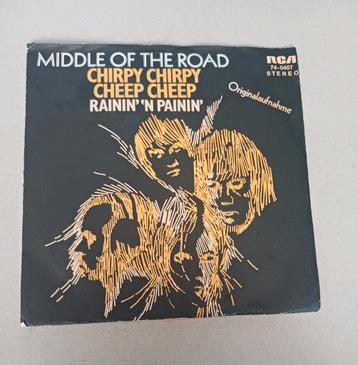 MIDDLE OF THE ROAD
CHIRPY CHIRPY
CHEEP CHEEP
RAININ' 'N PAININ'
RCA
74-0407
STEREO
Originalaufnahme